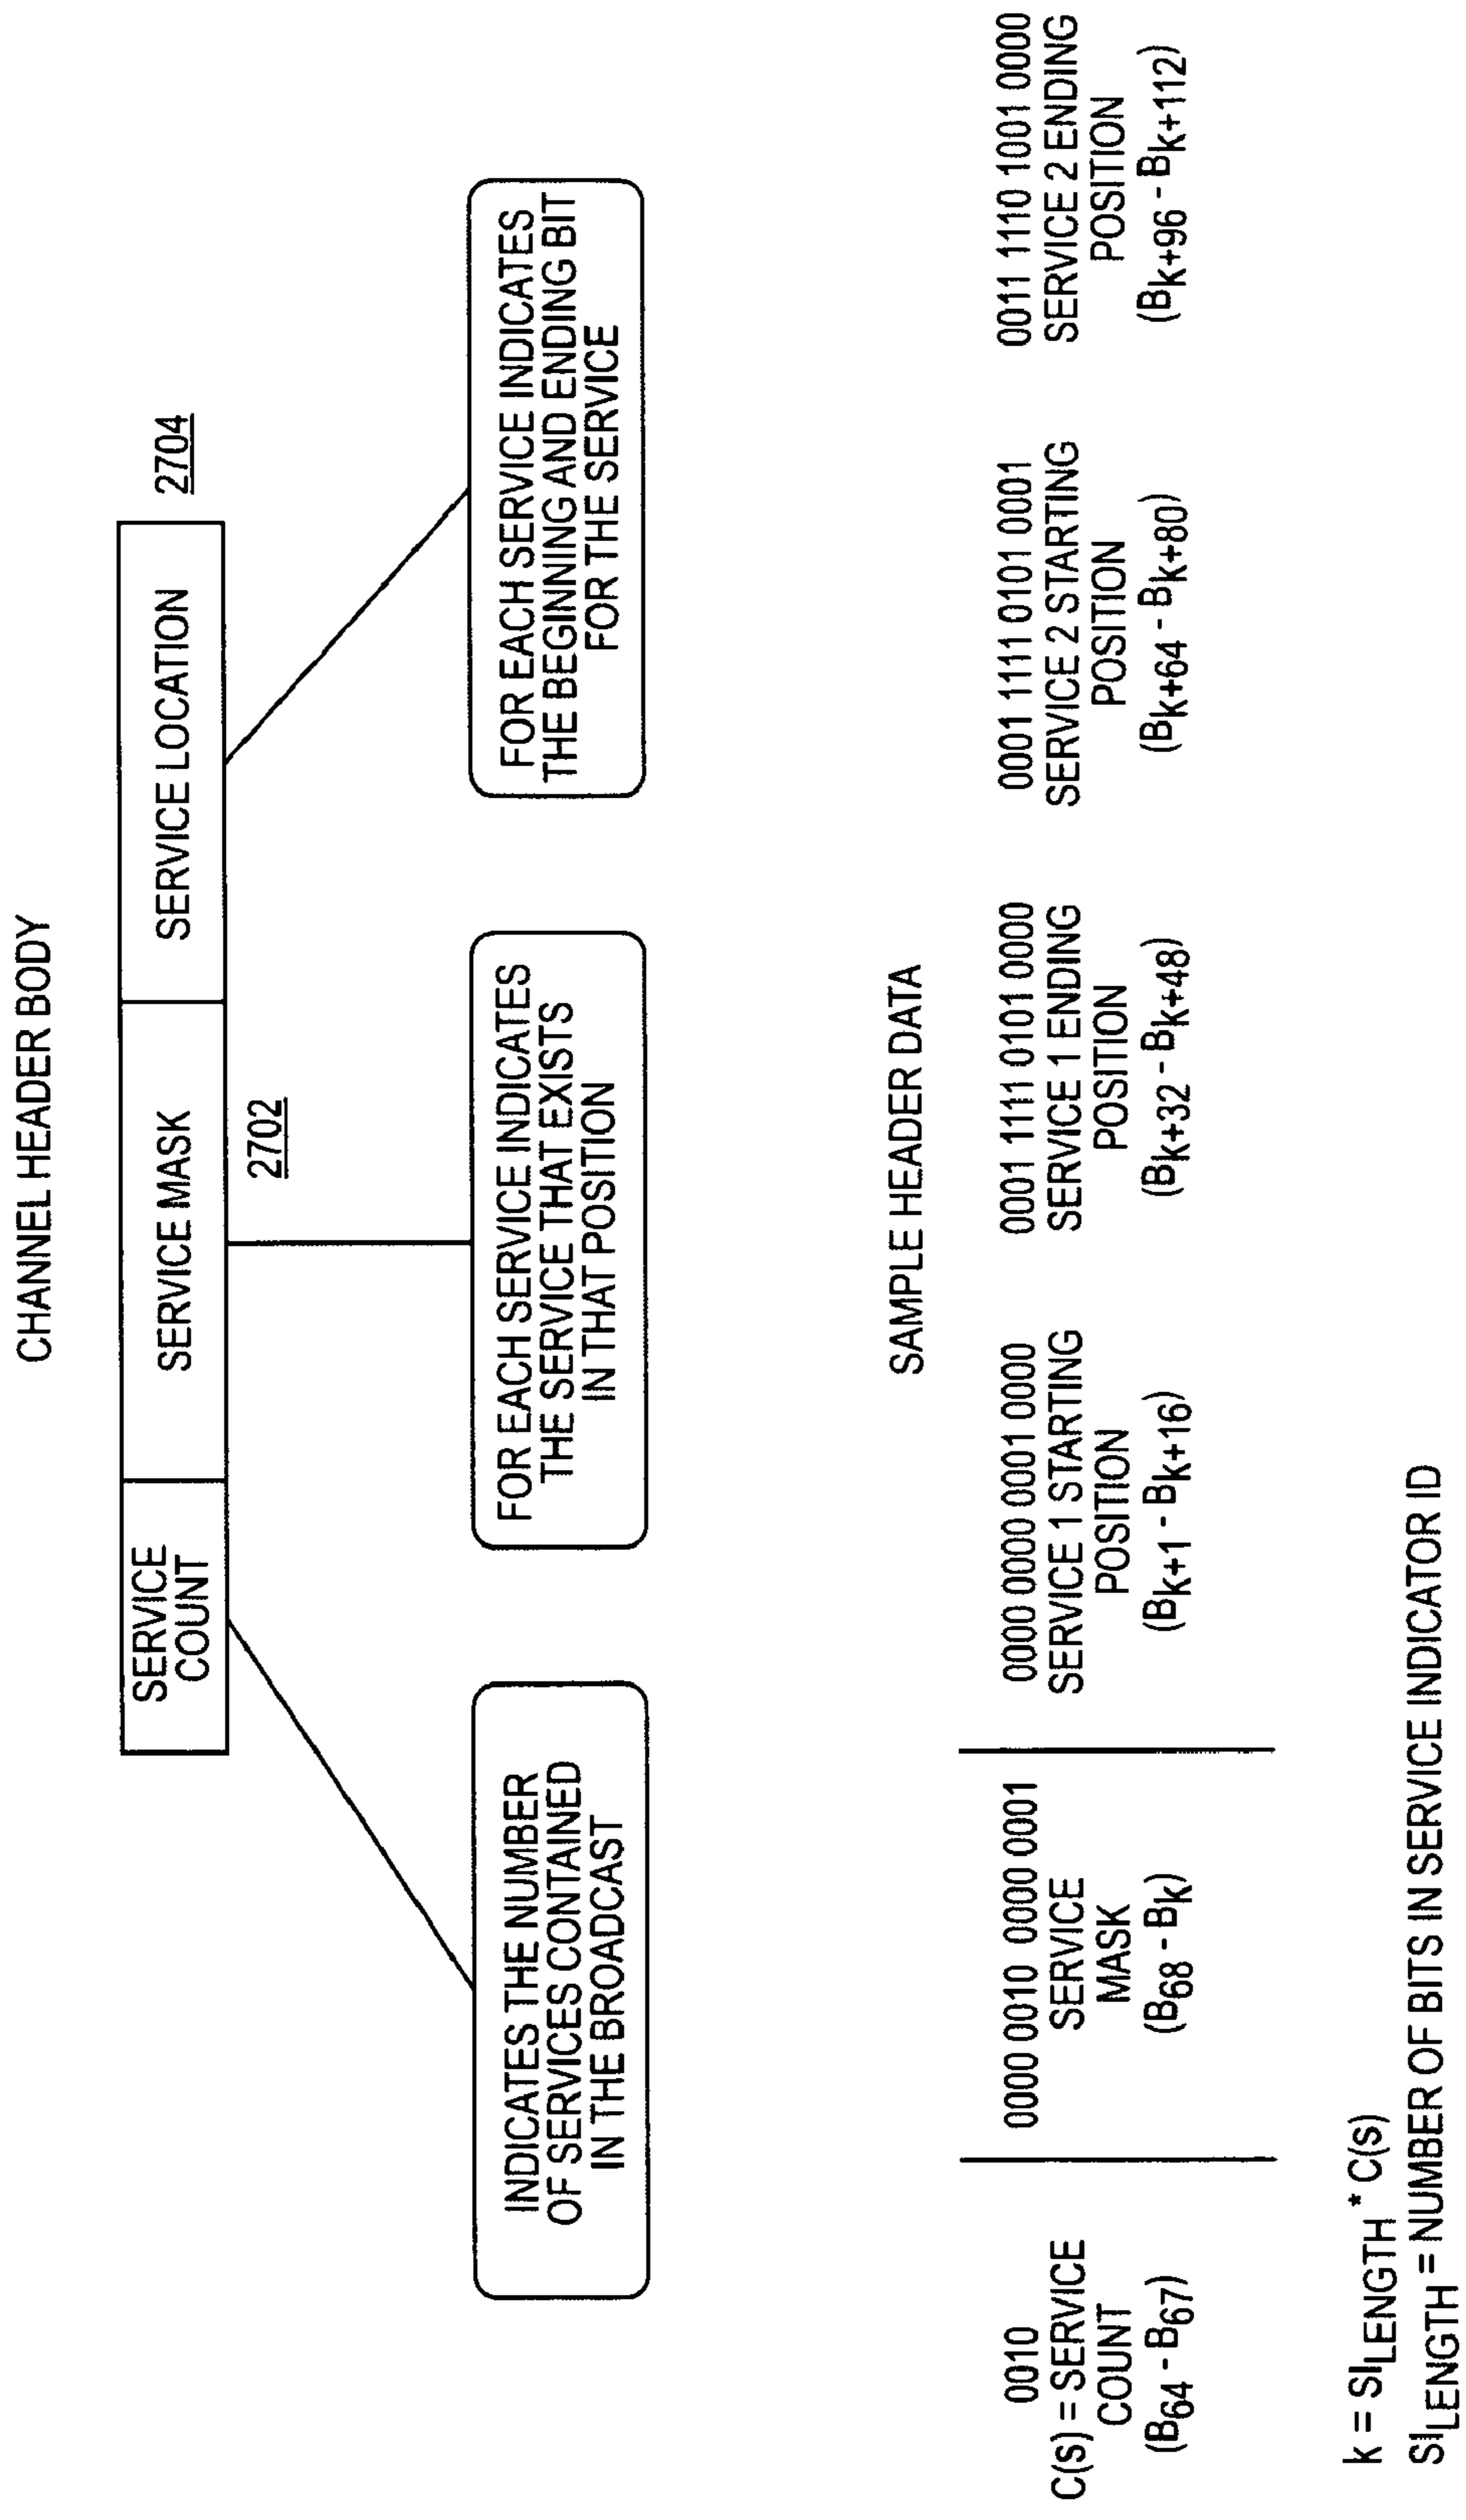 CHANNEL HEADER BODY
SERVICE
COUNT
SERVICE MASK
SERVICE LOCATION
2704
2702
INDICATES THE NUMBER
OF SERVICES CONTAINED
IN THE BROADCAST
FOR EACH SERVICE INDICATES
THE SERVICE THAT EXISTS
IN THAT POSITION
FOR EACH SERVICE INDICATES
THE BEGINNING AND ENDING BIT
FOR THE SERVICE
SAMPLE HEADER DATA
0010
C(s) = SERVICE
COUNT
(B64 - B67)
0000 0010 0000 0001
SERVICE
MASK
(B68 - Bk)
0000 0000 0001 0000
SERVICE 1 STARTING
POSITION
(Bk+1 - Bk+16)
0001 1111 0101 0000
SERVICE 1 ENDING
POSITION
(Bk+32 - Bk+48)
0001 1111 0101 0001
SERVICE 2 STARTING
POSITION
(Bk+64 - Bk+80)
0011 1110 1001 0000
SERVICE 2 ENDING
POSITION
(Bk+96 - Bk+112)
k = SILENGTH * C(s)
SILENGTH = NUMBER OF BITS IN SERVICE INDICATOR ID